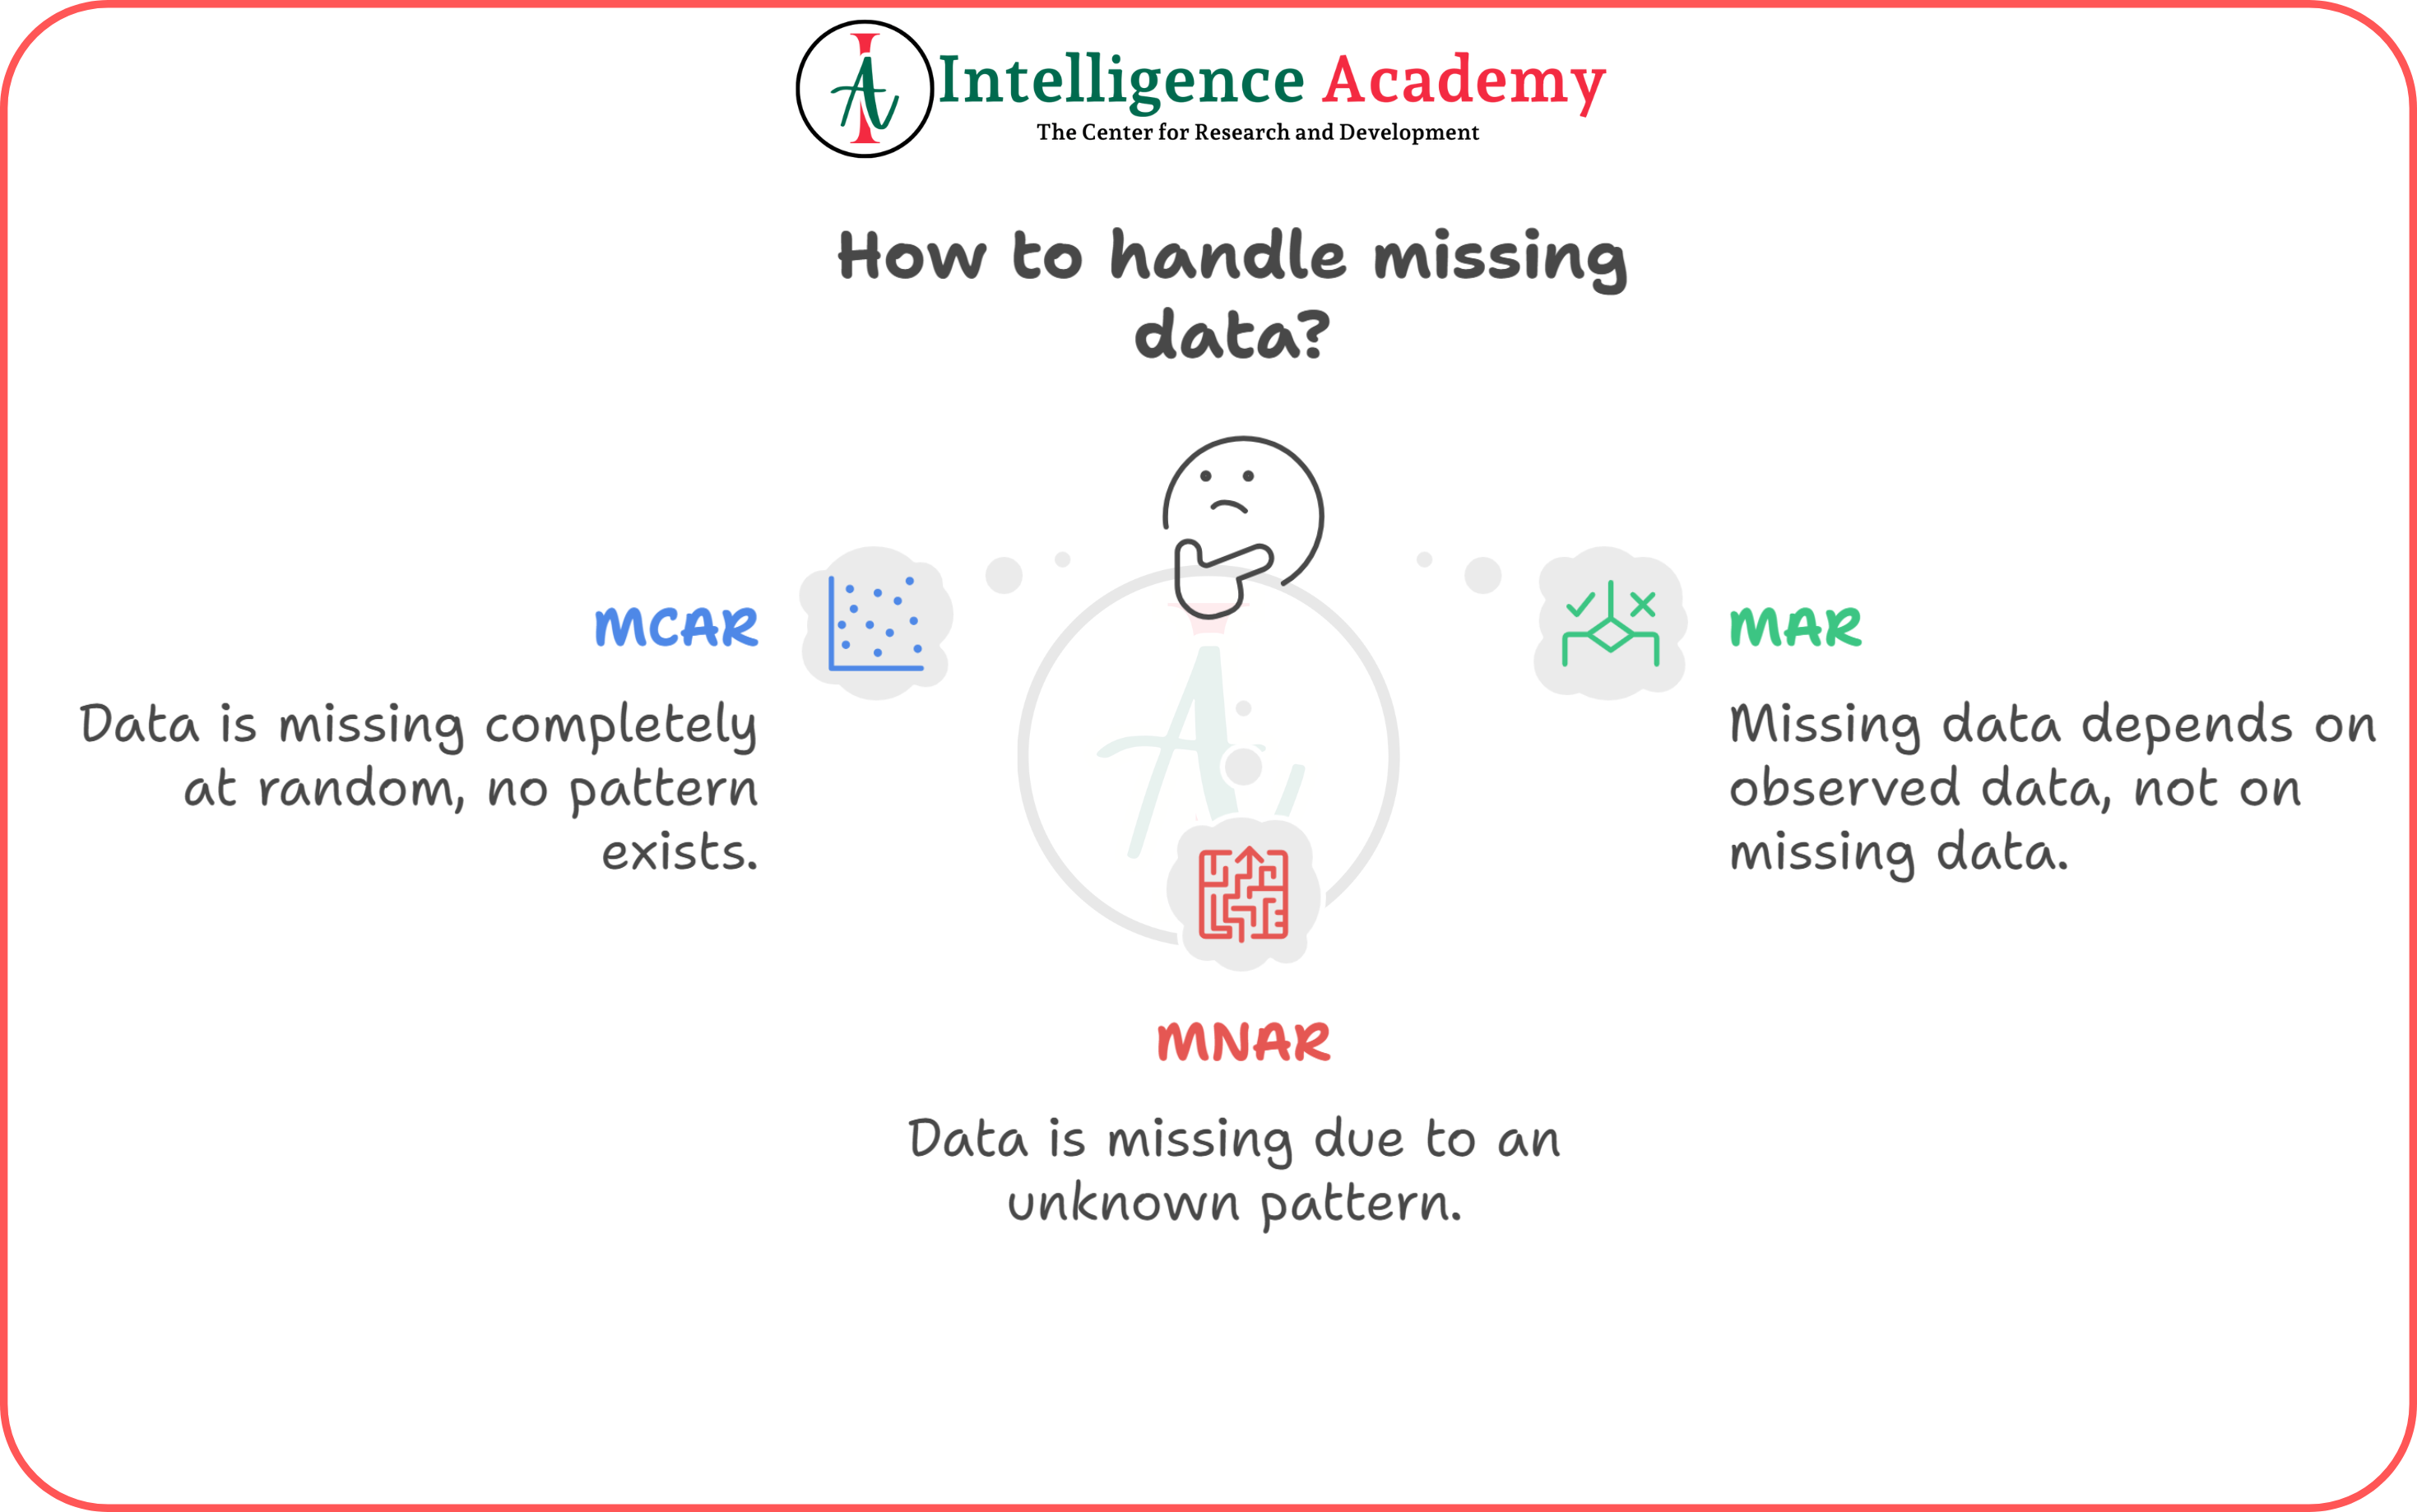 Intelligence Academy
The Center for Research and Development
How to handle missing
data?
MCAR
Data is missing completely
at random, no pattern
exists.
MAR
Missing data depends on
observed data, not on
missing data.
MNAR
Data is missing due to an
unknown pattern.